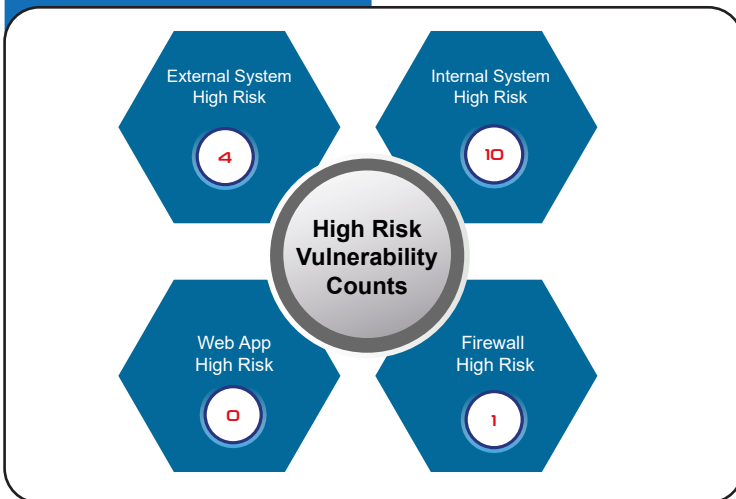 External System
High Risk
4
Internal System
High Risk
10
High Risk
Vulnerability
Counts
Web App
High Risk
0
Firewall
High Risk
1